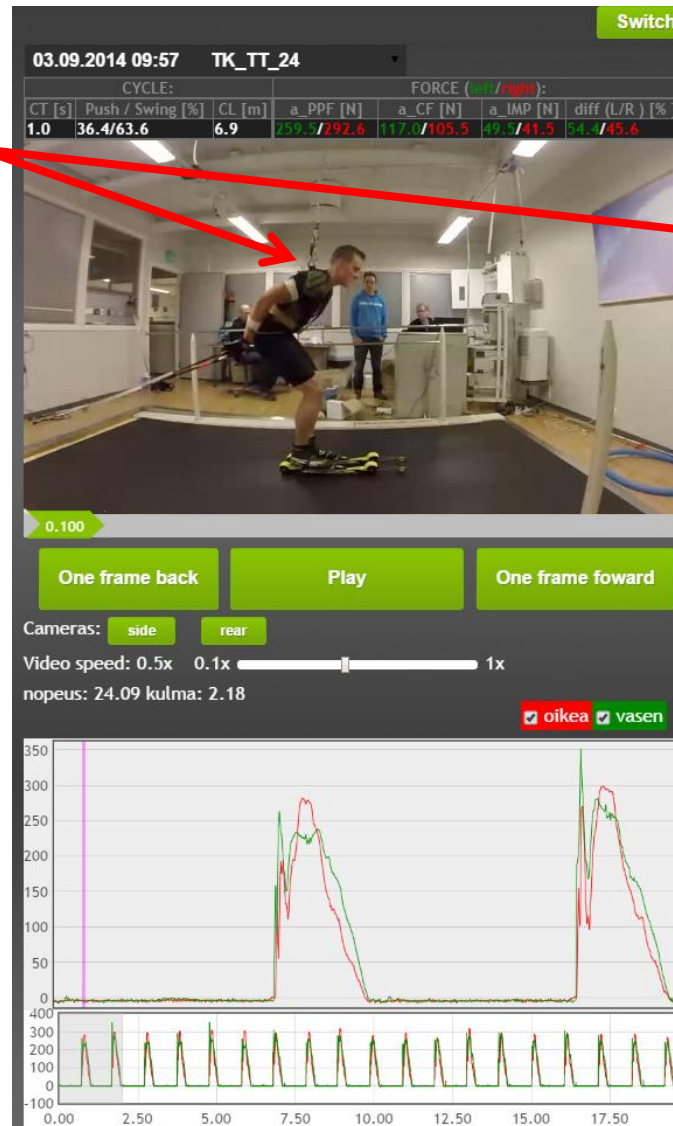 Switch
03.09.2014 09:57 TK_TT_24
CYCLE: FORCE (left/right):
CT [s] Push / Swing [%] CL [m] a_PPF [N] a_CF [N] a_IMP [N] diff (L/R ) [%
1.0 36.4/63.6 6.9 259.5/292.6 117.0/105.5 49.5/41.5 54.4/45.6
0.100
One frame back Play One frame foward
Cameras: side rear
Video speed: 0.5x 0.1x 1x
nopeus: 24.09 kulma: 2.18
oikea vasen
350
300
250
200
150
100
50
0
400
300
200
100
0
-100
0.00 2.50 5.00 7.50 10.00 12.50 15.00 17.50